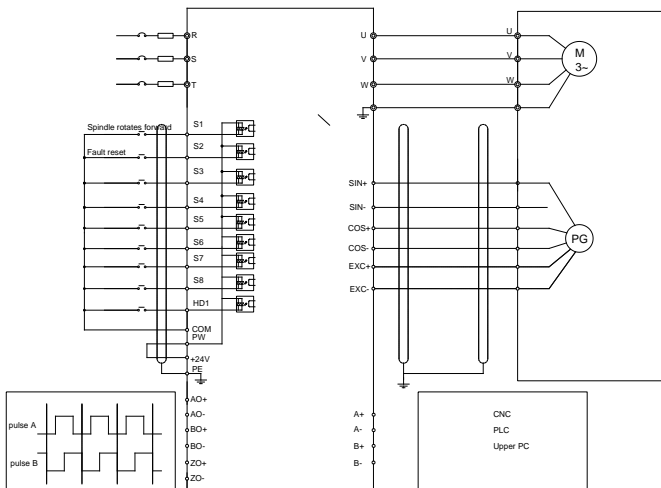 R
S
T
U
V
W
U
V
W
M
3~
Spindle rotates forward
Fault reset
S1
S2
S3
S4
S5
S6
S7
S8
HD1
COM
PW
+24V
PE
SIN+
SIN-
COS+
COS-
EXC+
EXC-
PG
AO+
AO-
BO+
BO-
ZO+
ZO-
pulse A
pulse B
A+
A-
B+
B-
CNC
PLC
Upper PC